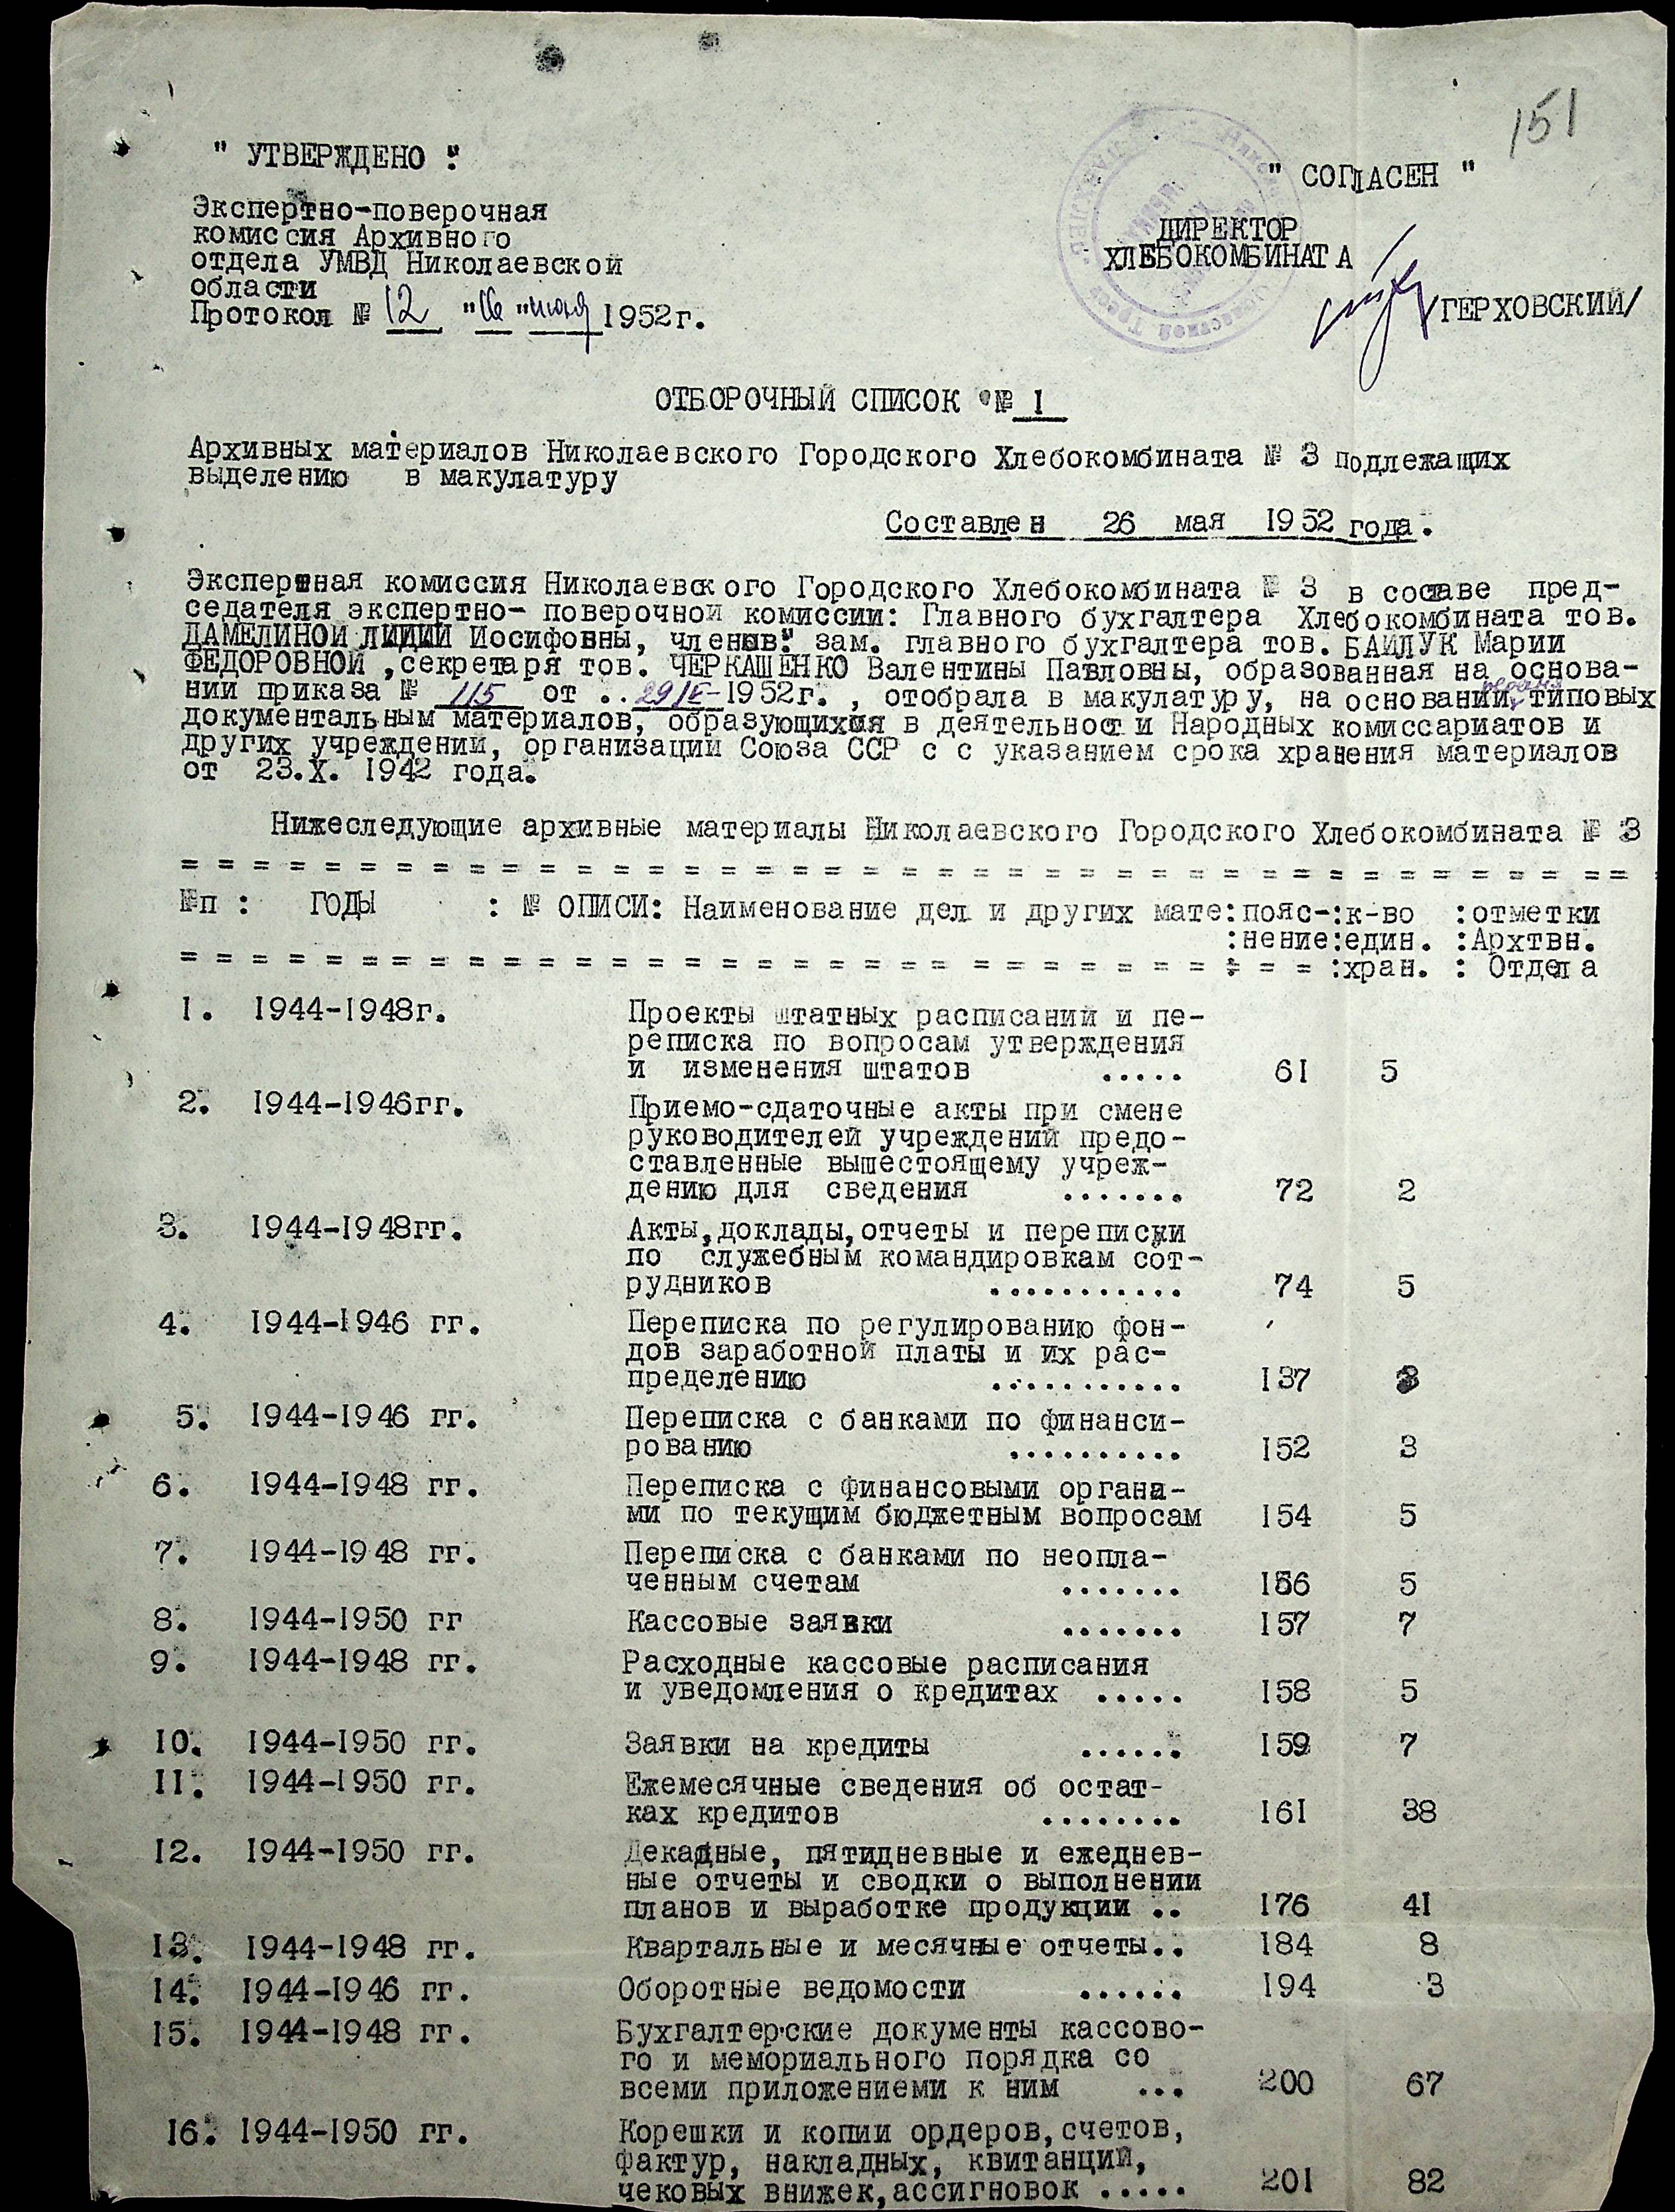 151
" УТВЕРЖДЕНО "
Экспертно-поверочная
комиссия Архивного
отдела УМВД Николаевской
области
Протокол № 12 "16" мая 1952г.
" СОГЛАСЕН "
ДИРЕКТОР
ХЛЕБОКОМБИНАТА
/ГЕРХОВСКИЙ/
ОТБОРОЧНЫЙ СПИСОК № 1
Архивных материалов Николаевского Городского Хлебокомбината № 3 подлежащих
выделению в макулатуру
Составлен 26 мая 1952 года.
Экспертная комиссия Николаевского Городского Хлебокомбината № 3 в составе пред-
седателя экспертно- поверочной комиссии: Главного бухгалтера Хлебокомбината тов.
ДАМЕЛИНОЙ ЛИДИИ Иосифовны, членов: зам. главного бухгалтера тов. БАЙЛУК Марии
ФЕДОРОВНОЙ ,секретаря тов. ЧЕРКАШЕНКО Валентины Павловны, образованная на основа-
нии приказа № 115 от .. 29/V-1952г. , отобрала в макулатуру, на основании типовых
документальным материалов, образующихся в деятельности Народных комиссариатов и
других учреждений, организаций Союза ССР с с указанием срока хранения материалов
от 23.X. 1942 года.
Нижеследующие архивные материалы Николаевского Городского Хлебокомбината № 3
№п : ГОДЫ : № ОПИСИ: Наименование дел и других мате:пояс-:к-во :отметки
:нение:един. :Архтвн.
:хран. : Отдела
1. 1944-1948г. Проекты штатных расписаний и пе-
реписка по вопросам утверждения
и изменения штатов ..... 61 5
2. 1944-1946гг. Приемо-сдаточные акты при смене
руководителей учреждений предо-
ставленные вышестоящему учреж-
дению для сведения ....... 72 2
3. 1944-1948гг. Акты,доклады,отчеты и переписки
по служебным командировкам сот-
рудников ........... 74 5
4. 1944-1946 гг. Переписка по регулированию фон-
дов заработной платы и их рас-
пределению ........... 137 3
5. 1944-1946 гг. Переписка с банками по финанси-
рованию .......... 152 3
6. 1944-1948 гг. Переписка с финансовыми органа-
ми по текущим бюджетным вопросам 154 5
7. 1944-1948 гг. Переписка с банками по неопла-
ченным счетам ....... 156 5
8. 1944-1950 гг Кассовые заявки ....... 157 7
9. 1944-1948 гг. Расходные кассовые расписания
и уведомления о кредитах ..... 158 5
10. 1944-1950 гг. Заявки на кредиты ...... 159 7
11. 1944-1950 гг. Ежемесячные сведения об остат-
ках кредитов ........ 161 38
12. 1944-1950 гг. Декадные, пятидневные и ежеднев-
ные отчеты и сводки о выполнении
планов и выработке продукции .. 176 41
13. 1944-1948 гг. Квартальные и месячные отчеты.. 184 8
14. 1944-1946 гг. Оборотные ведомости ...... 194 3
15. 1944-1948 гг. Бухгалтерские документы кассово-
го и мемориального порядка со
всеми приложениеми к ним ... 200 67
16. 1944-1950 гг. Корешки и копии ордеров,счетов,
фактур, накладных, квитанций,
чековых внижек,ассигновок ..... 201 82